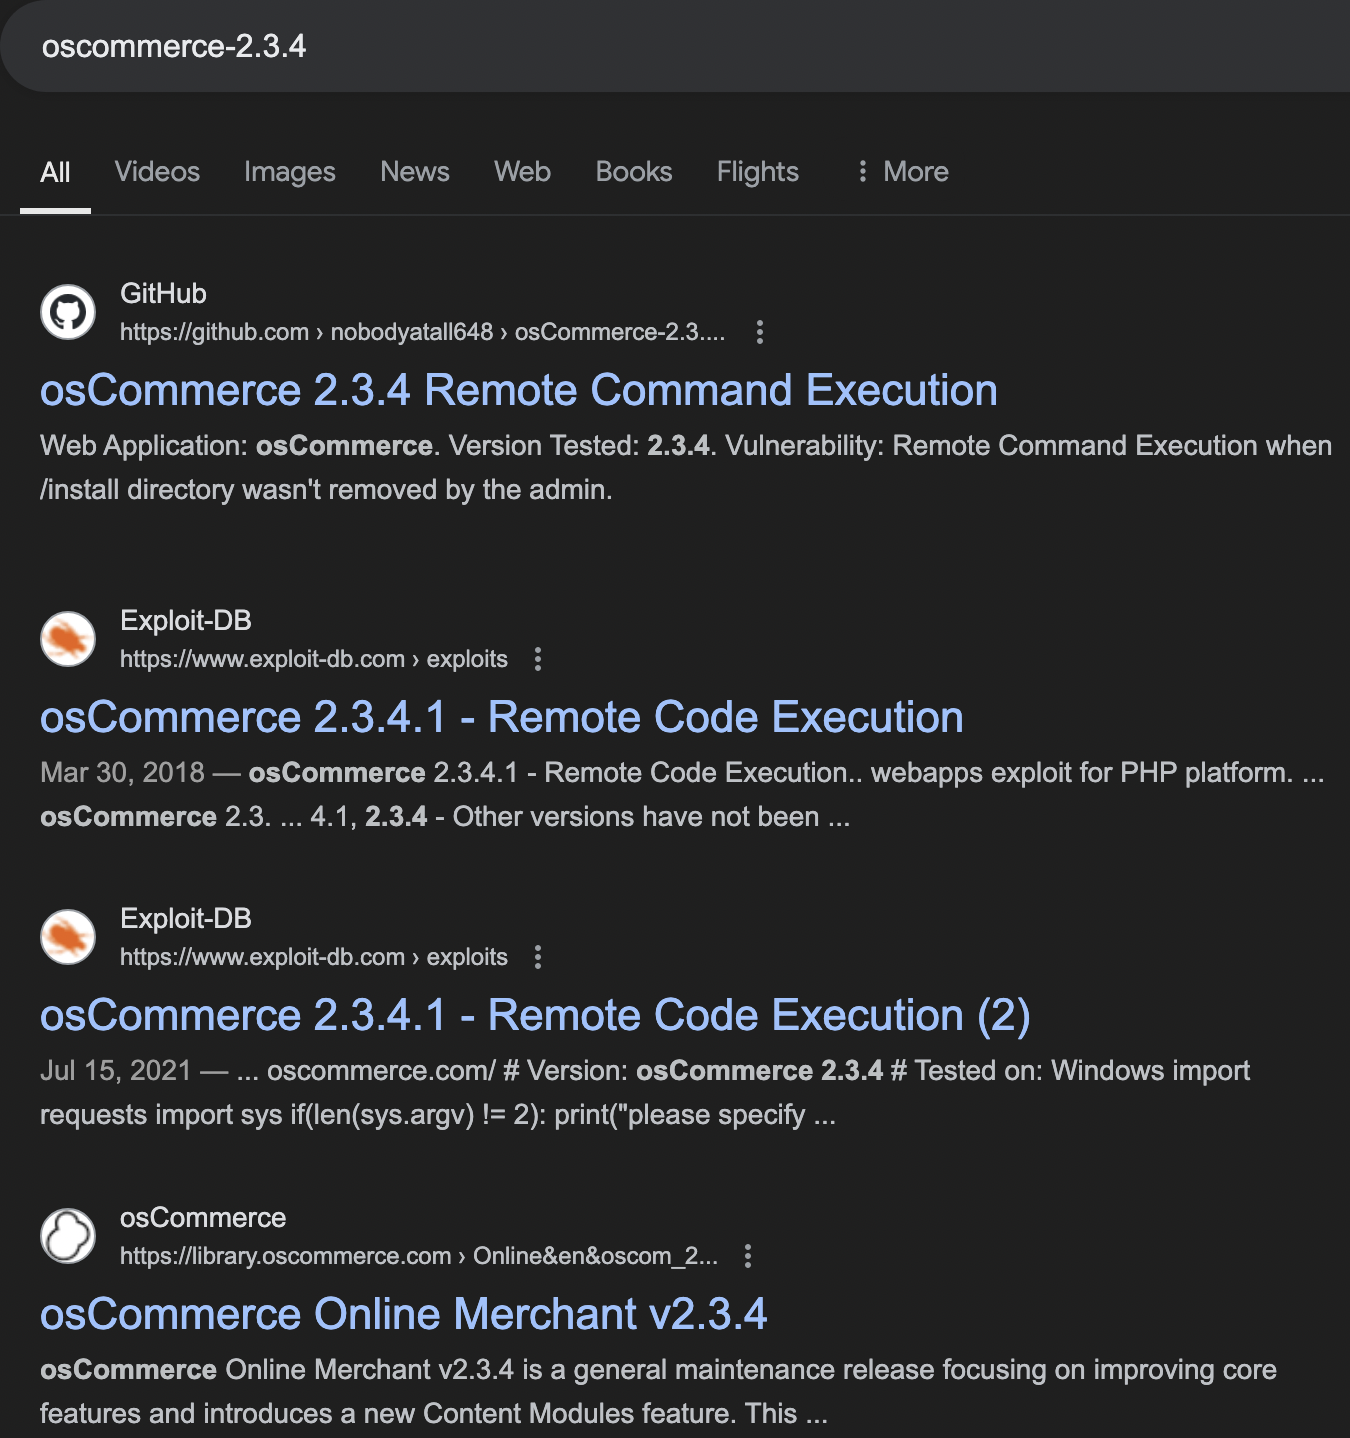 oscommerce-2.3.4
All Videos Images News Web Books Flights More
GitHub
https://github.com › nobodyatall648 › osCommerce-2.3....
osCommerce 2.3.4 Remote Command Execution
Web Application: osCommerce. Version Tested: 2.3.4. Vulnerability: Remote Command Execution when
/install directory wasn't removed by the admin.
Exploit-DB
https://www.exploit-db.com › exploits
osCommerce 2.3.4.1 - Remote Code Execution
Mar 30, 2018 — osCommerce 2.3.4.1 - Remote Code Execution.. webapps exploit for PHP platform. ...
osCommerce 2.3. ... 4.1, 2.3.4 - Other versions have not been ...
Exploit-DB
https://www.exploit-db.com › exploits
osCommerce 2.3.4.1 - Remote Code Execution (2)
Jul 15, 2021 — ... oscommerce.com/ # Version: osCommerce 2.3.4 # Tested on: Windows import
requests import sys if(len(sys.argv) != 2): print("please specify ...
osCommerce
https://library.oscommerce.com › Online&en&oscom_2...
osCommerce Online Merchant v2.3.4
osCommerce Online Merchant v2.3.4 is a general maintenance release focusing on improving core
features and introduces a new Content Modules feature. This ...